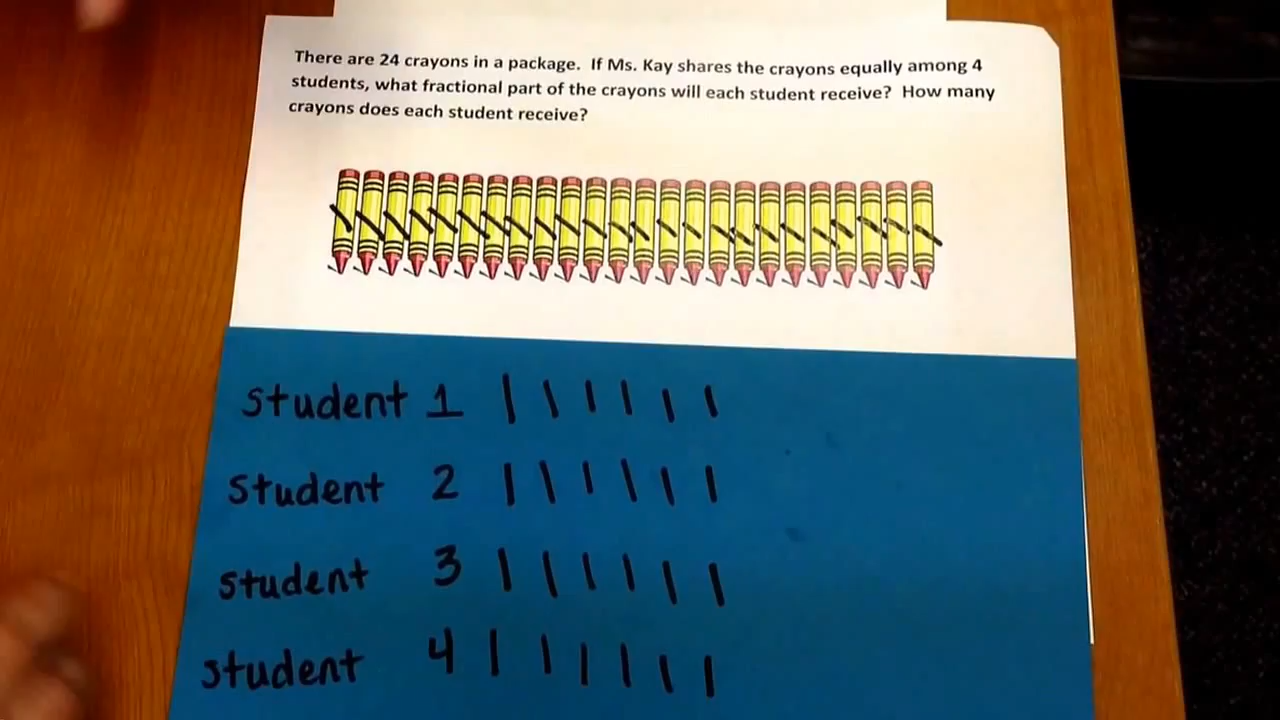 There are 24 crayons in a package. If Ms. Kay shares the crayons equally among 4
students, what fractional part of the crayons will each student receive? How many
crayons does each student receive?
student 1 | | | | | |
student 2 | | | | | |
student 3 | | | | | |
student 4 | | | | | |